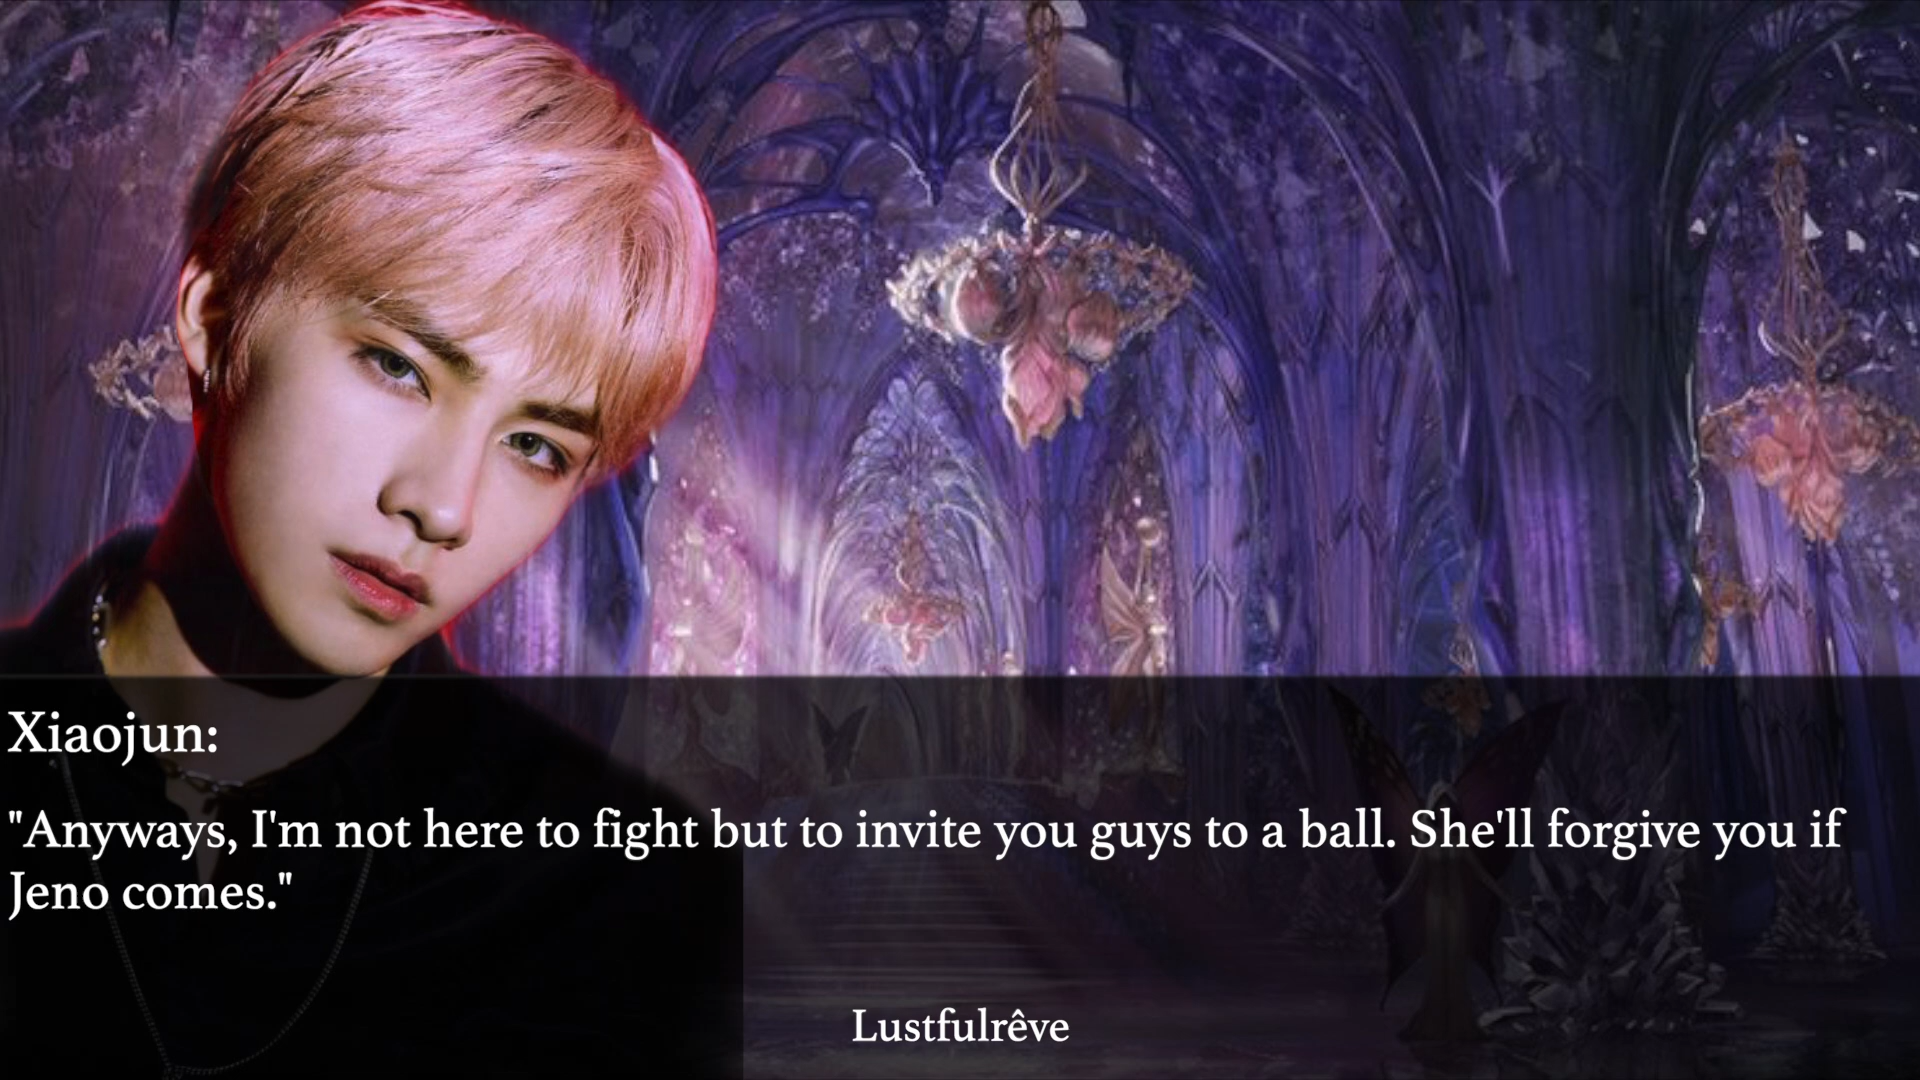 Xiaojun:
"Anyways, I'm not here to fight but to invite you guys to a ball. She'll forgive you if
Jeno comes."
Lustfulrêve